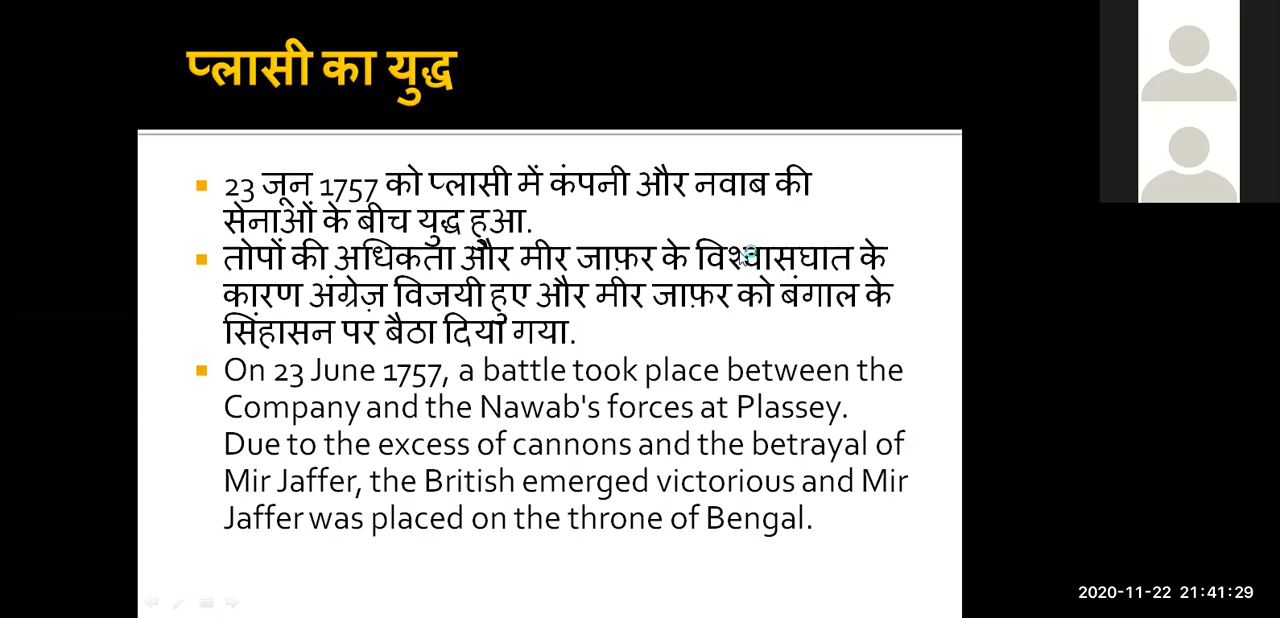 प्लासी का युद्ध
23 जून 1757 को प्लासी में कंपनी और नवाब की
सेनाओं के बीच युद्ध हुआ.
तोपों की अधिकता और मीर जाफ़र के विश्वासघात के
कारण अंग्रेज़ विजयी हुए और मीर जाफ़र को बंगाल के
सिंहासन पर बैठा दिया गया.
On 23 June 1757, a battle took place between the
Company and the Nawab's forces at Plassey.
Due to the excess of cannons and the betrayal of
Mir Jaffer, the British emerged victorious and Mir
Jaffer was placed on the throne of Bengal.
2020-11-22 21:41:29